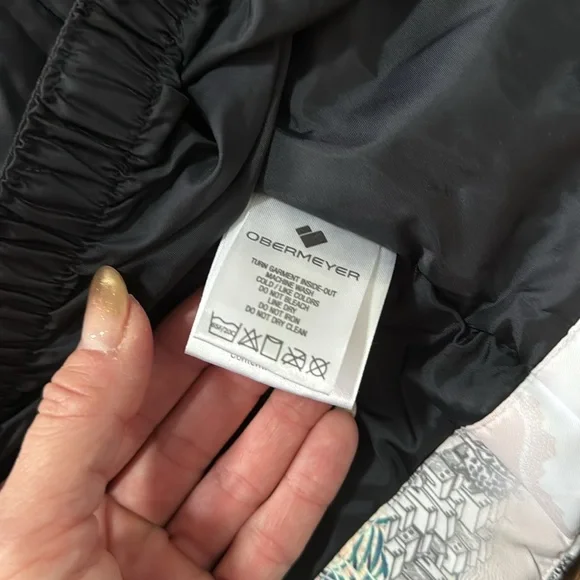 OBERMEYER
TURN GARMENT INSIDE-OUT
MACHINE WASH
COLD / LIKE COLORS
DO NOT BLEACH
LINE DRY
DO NOT IRON
DO NOT DRY CLEAN